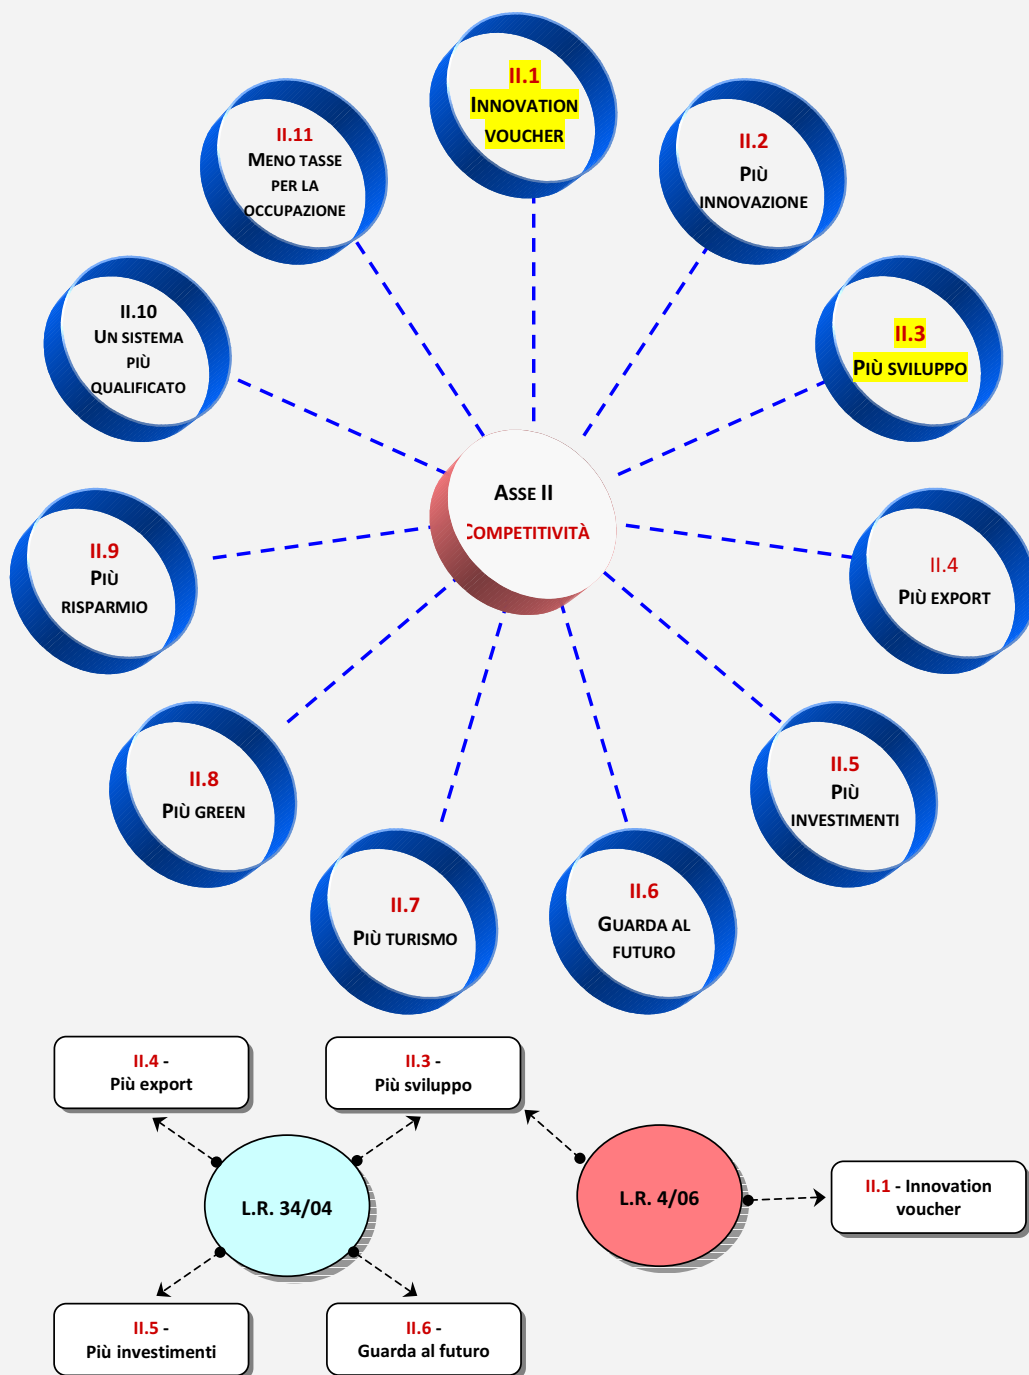 II.1
INNOVATION
VOUCHER
II.11
MENO TASSE
PER LA
OCCUPAZIONE
II.2
PIÙ
INNOVAZIONE
II.10
UN SISTEMA
PIÙ
QUALIFICATO
II.3
PIÙ SVILUPPO
ASSE II
COMPETITIVITÀ
II.9
PIÙ
RISPARMIO
II.4
PIÙ EXPORT
II.8
PIÙ GREEN
II.5
PIÙ
INVESTIMENTI
II.7
PIÙ TURISMO
II.6
GUARDA AL
FUTURO
II.4 -
Più export
II.3 -
Più sviluppo
L.R. 34/04
L.R. 4/06
II.1 - Innovation
voucher
II.5 -
Più investimenti
II.6 -
Guarda al futuro